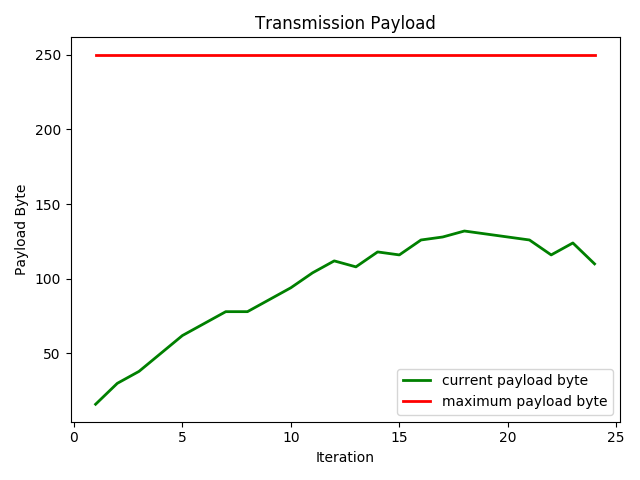 Transmission Payload
250
200
150
100
50
Payload Byte
current payload byte
maximum payload byte
0
5
10
15
20
25
Iteration